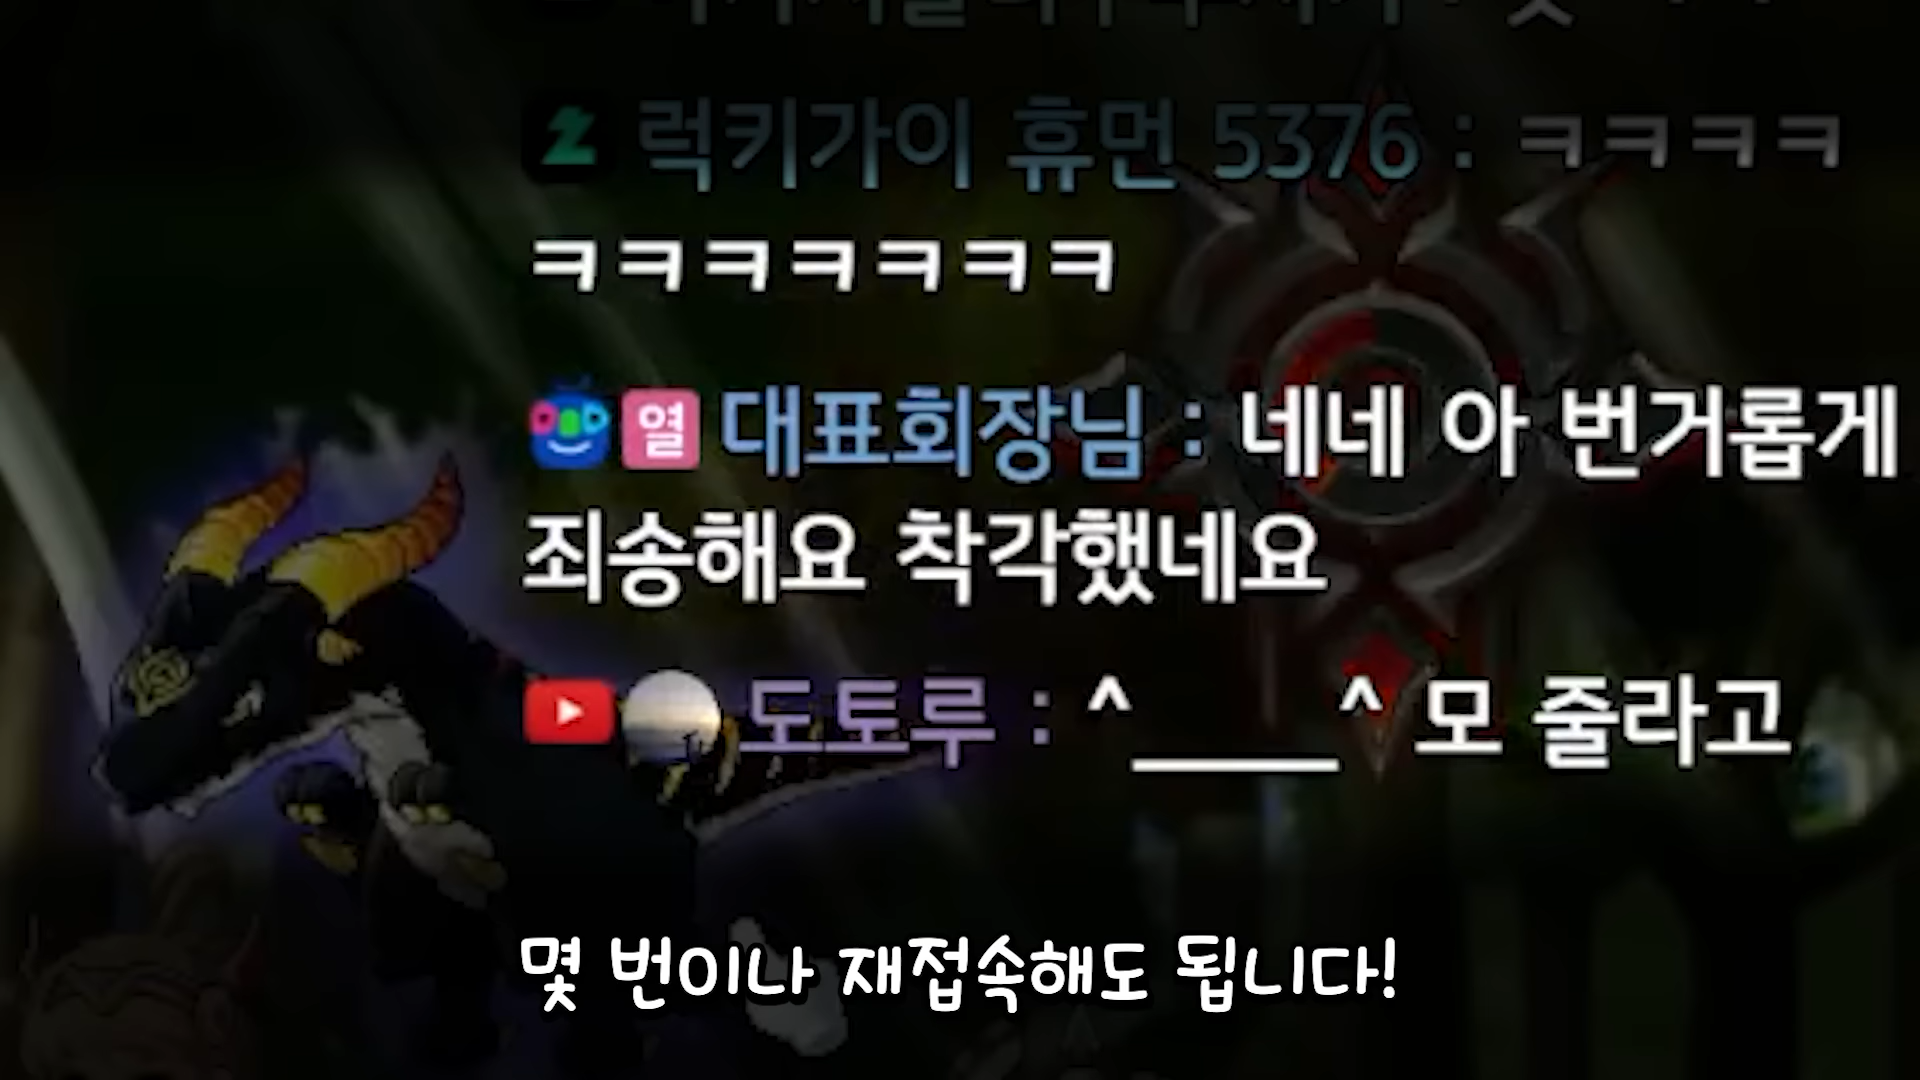 럭키가이 휴먼 5376 : ㅋㅋㅋㅋ
ㅋㅋㅋㅋㅋㅋㅋ
열 대표회장님 : 네네 아 번거롭게
죄송해요 착각했네요
도토루 : ^____^ 모 줄라고
몇 번이나 재접속해도 됩니다!